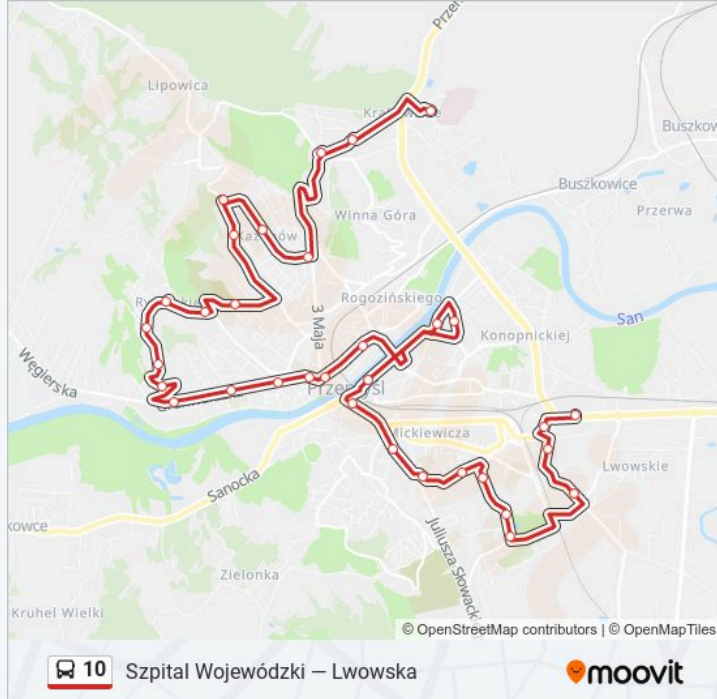 Lipowica
Buszkow
Buszkowice
Przerwa
Winna Góra
San
Rogozińskiego
3 Maja
Konopnickiej
Węgierska
Przemyśl
Mickiewicza
Lwowskie
Sanocka
kowce
Juliusza Słowack
Zielonka
Kruhel Wielki
© OpenStreetMap contributors | © OpenMapTiles
10 Szpital Wojewódzki — Lwowska
moovit